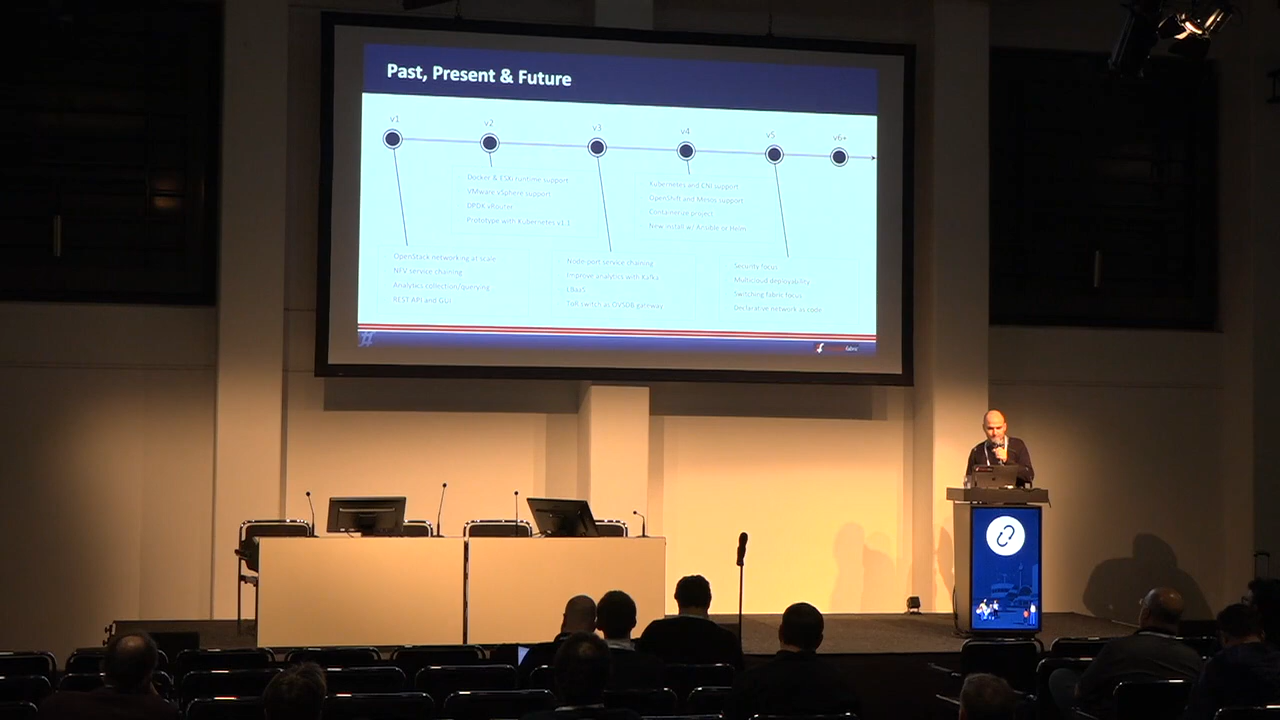 Past, Present & Future
v1
v2
v3
v4
v5
v6+
Docker & ESXi runtime support
VMware vSphere support
DPDK vRouter
Prototype with Kubernetes v1.1
Kubernetes and CNI support
OpenShift and Mesos support
Containerize project
New install w/ Ansible or Helm
OpenStack networking at scale
NFV service chaining
Analytics collection/querying
REST API and GUI
Node-port service chaining
Improve analytics with Kafka
LBaaS
ToR switch as OVSDB gateway
Security focus
Multicloud deployability
Switching fabric focus
Declarative network as code
fabric